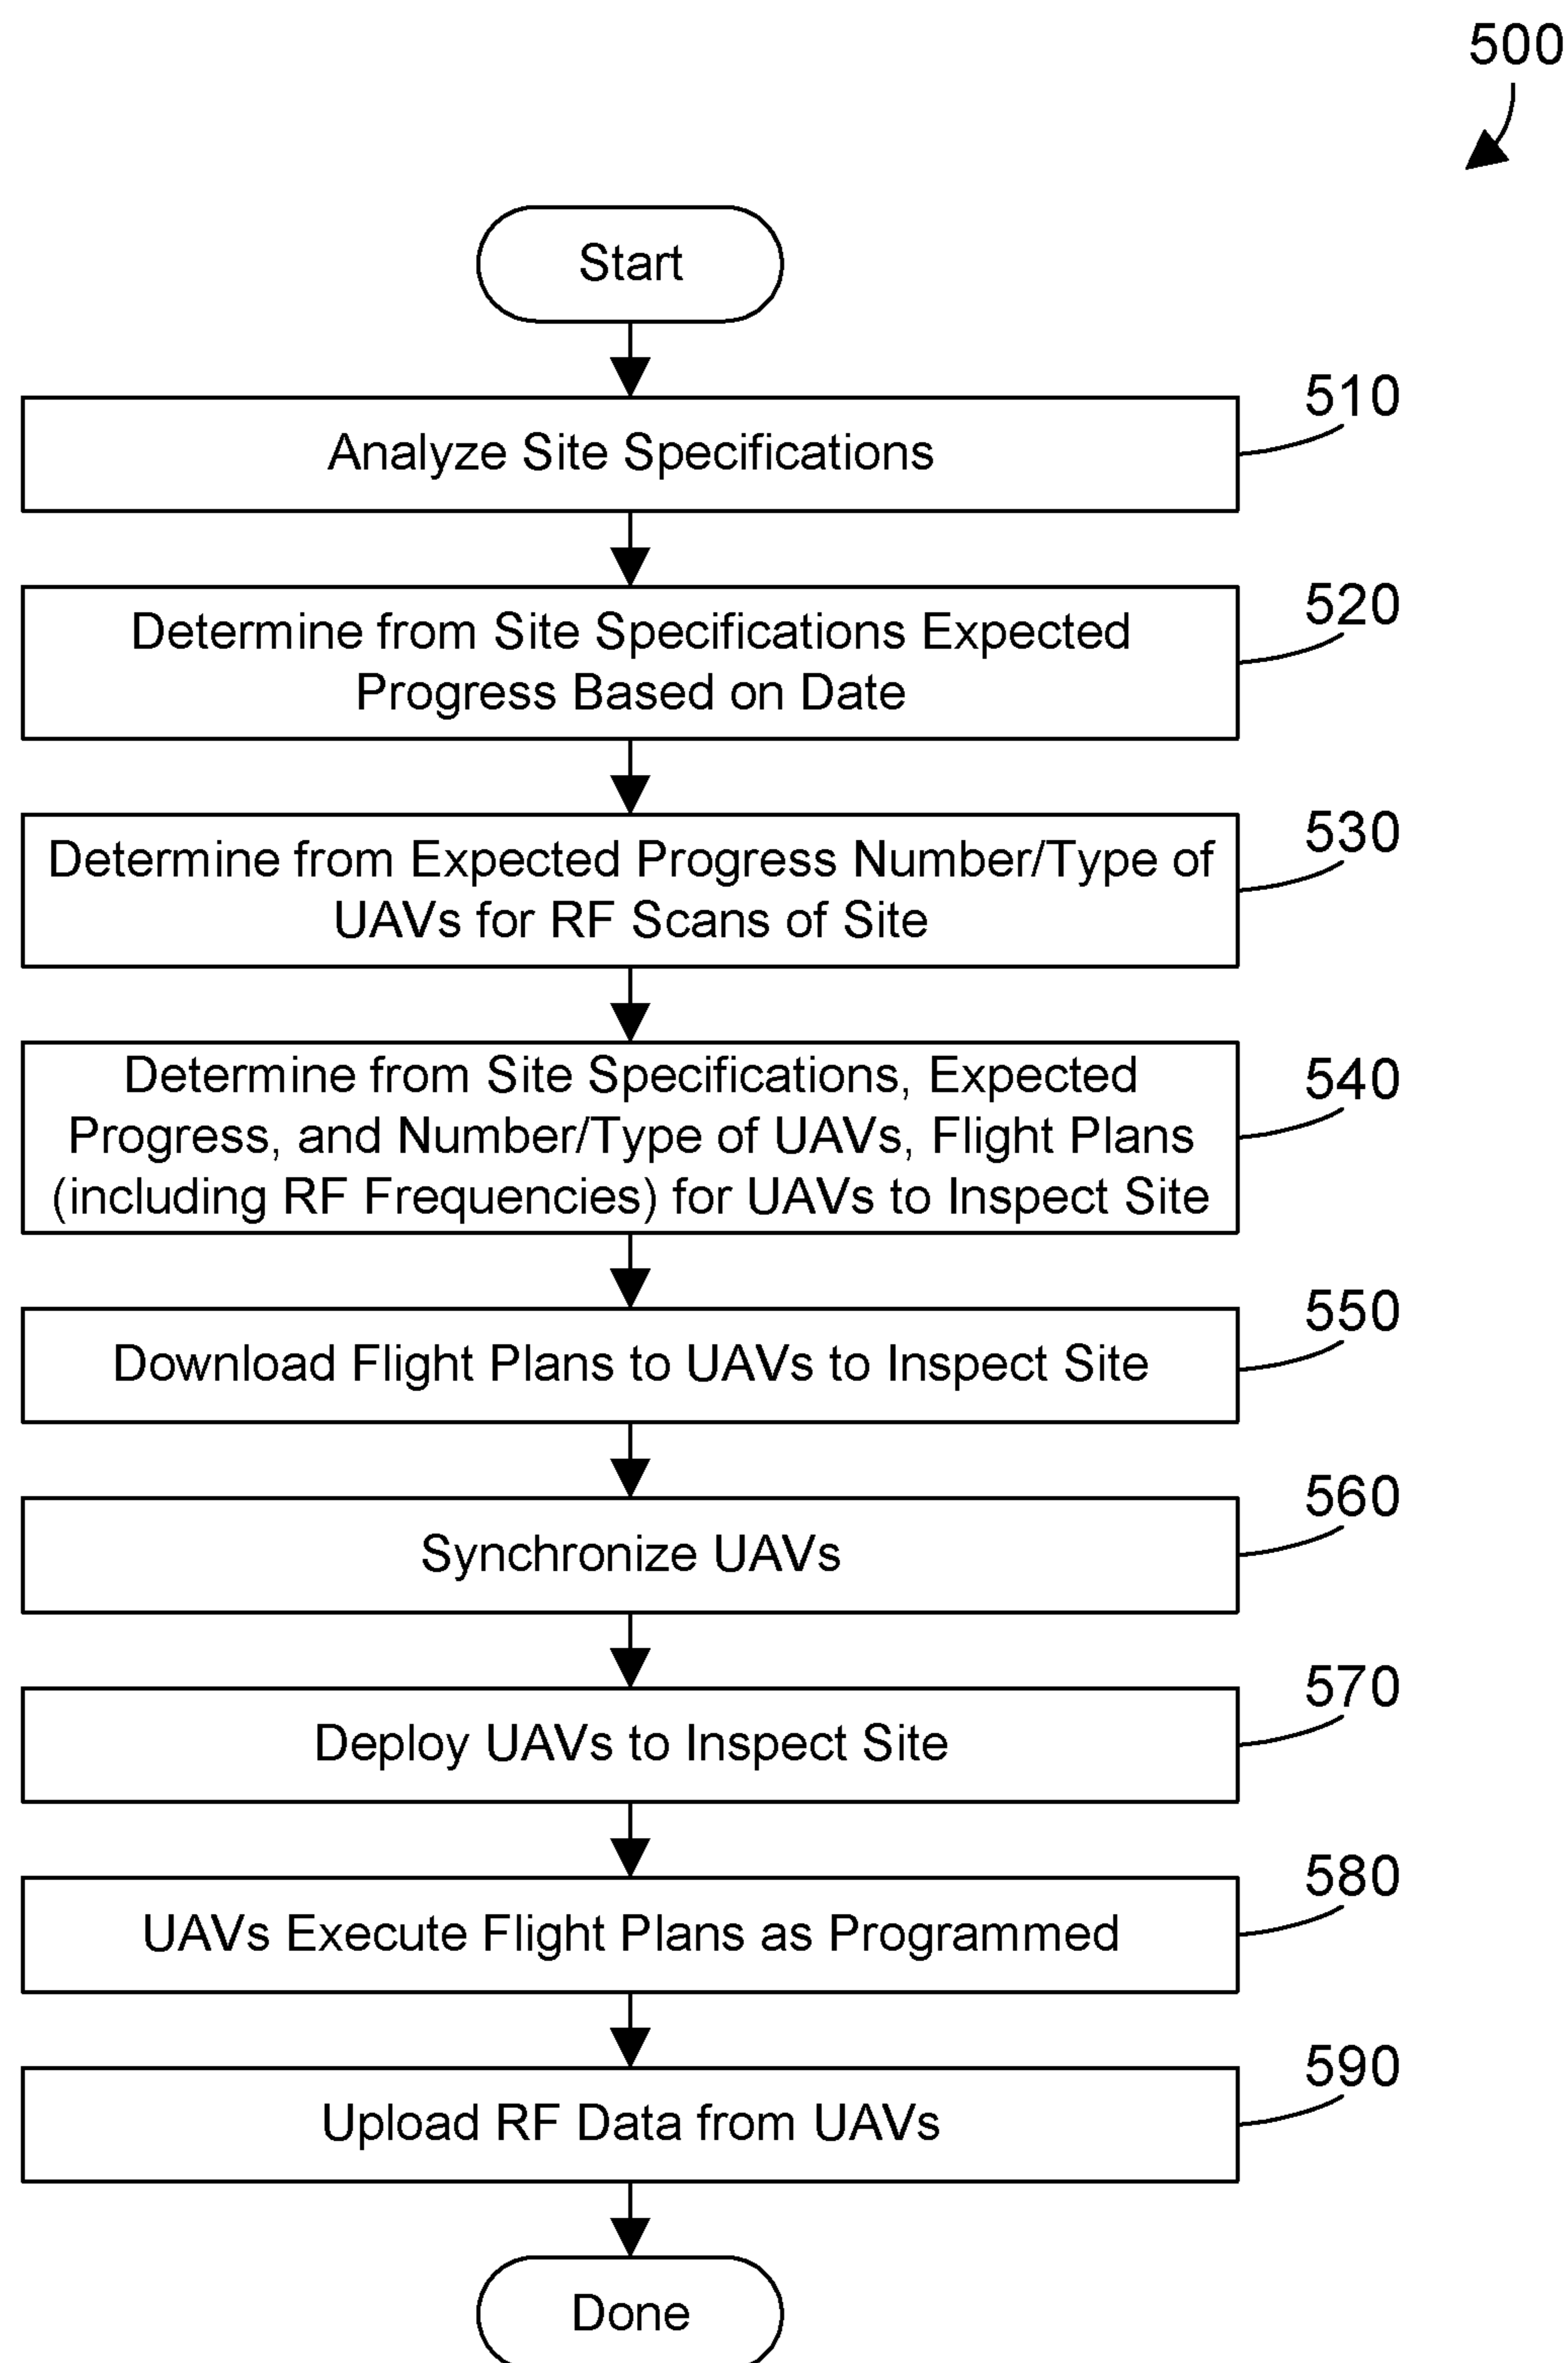 500
Start
510
Analyze Site Specifications
520
Determine from Site Specifications Expected
Progress Based on Date
530
Determine from Expected Progress Number/Type of
UAVs for RF Scans of Site
540
Determine from Site Specifications, Expected
Progress, and Number/Type of UAVs, Flight Plans
(including RF Frequencies) for UAVs to Inspect Site
550
Download Flight Plans to UAVs to Inspect Site
560
Synchronize UAVs
570
Deploy UAVs to Inspect Site
580
UAVs Execute Flight Plans as Programmed
590
Upload RF Data from UAVs
Done